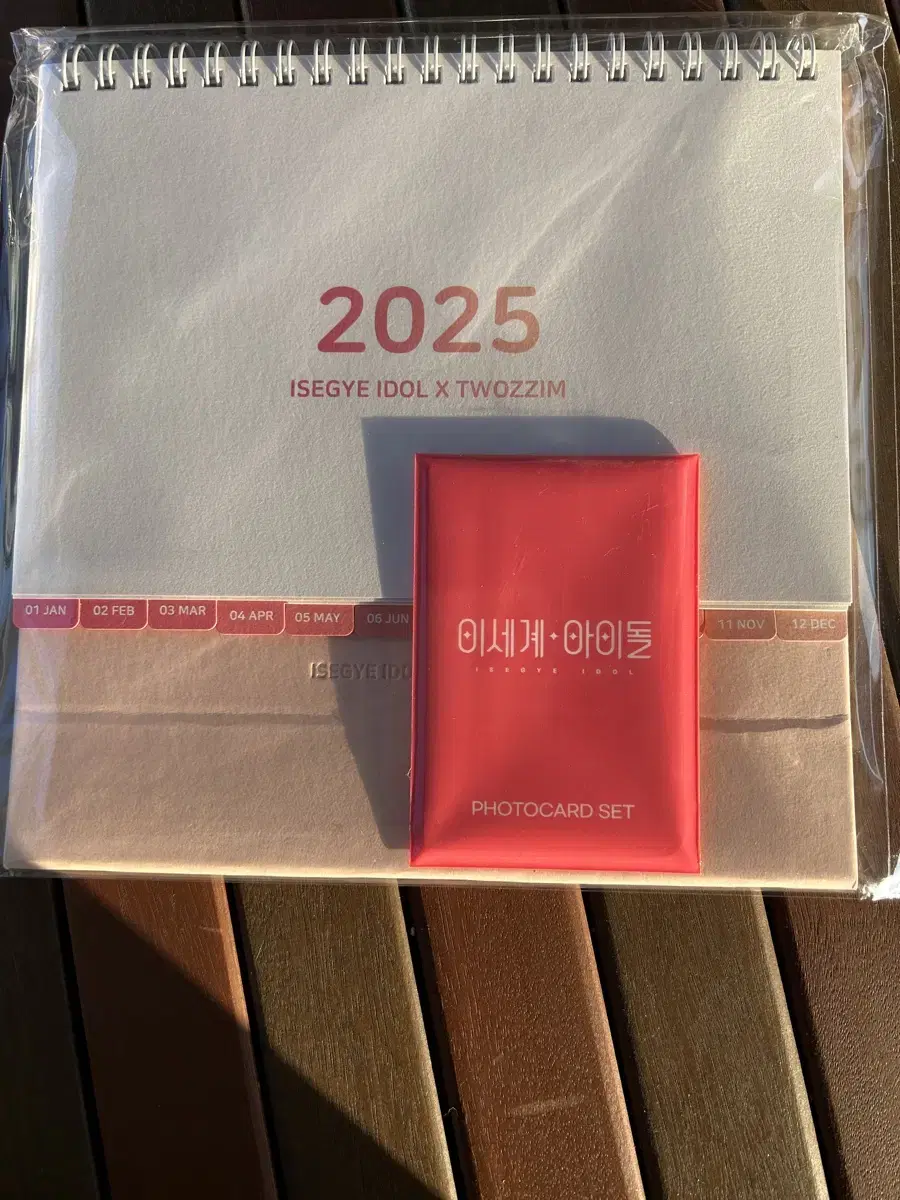 2025
ISEGYE IDOL X TWOZZIM
01 JAN
02 FEB
03 MAR
04 APR
05 MAY
06 JUN
11 NOV
12 DEC
ISEGYE IDO
이세계 아이돌
ISEGYE IDOL
PHOTOCARD SET